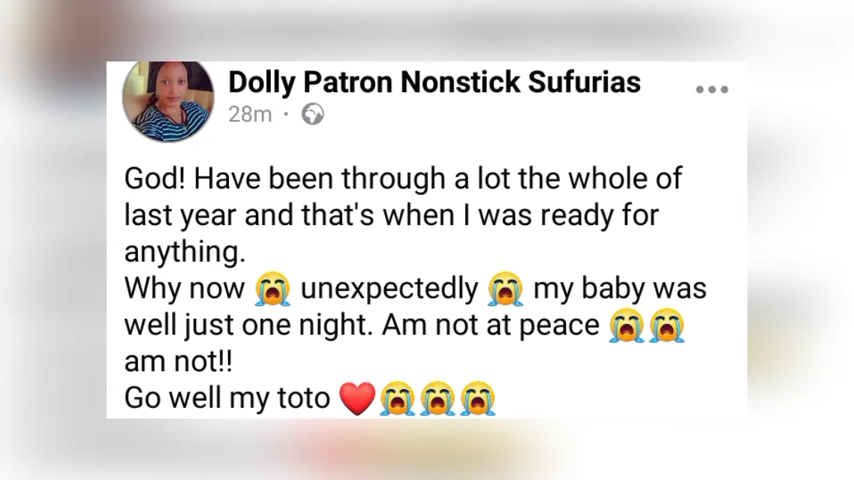 Dolly Patron Nonstick Sufurias
28m ·
God! Have been through a lot the whole of
last year and that's when I was ready for
anything.
Why now 😭 unexpectedly 😭 my baby was
well just one night. Am not at peace 😭😭
am not!!
Go well my toto ❤️😭😭😭